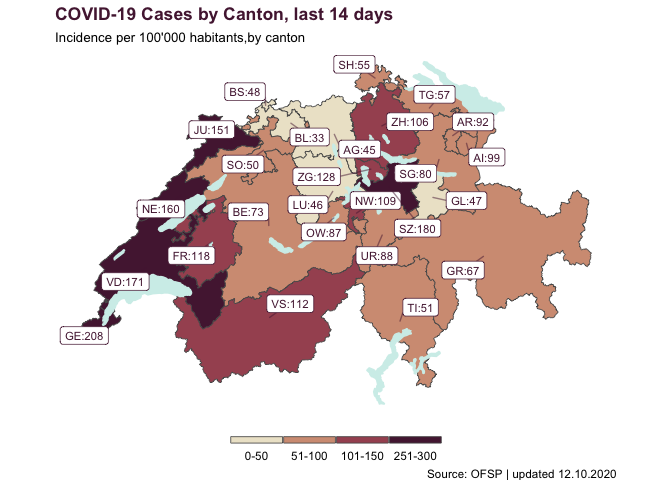 COVID-19 Cases by Canton, last 14 days
Incidence per 100'000 habitants,by canton
SH:55
BS:48
TG:57
JU:151
BL:33
ZH:106
AR:92
AG:45
AI:99
SO:50
ZG:128
SG:80
NE:160
BE:73
LU:46
NW:109
GL:47
OW:87
SZ:180
FR:118
UR:88
GR:67
VD:171
VS:112
TI:51
GE:208
0-50 51-100 101-150 251-300
Source: OFSP | updated 12.10.2020